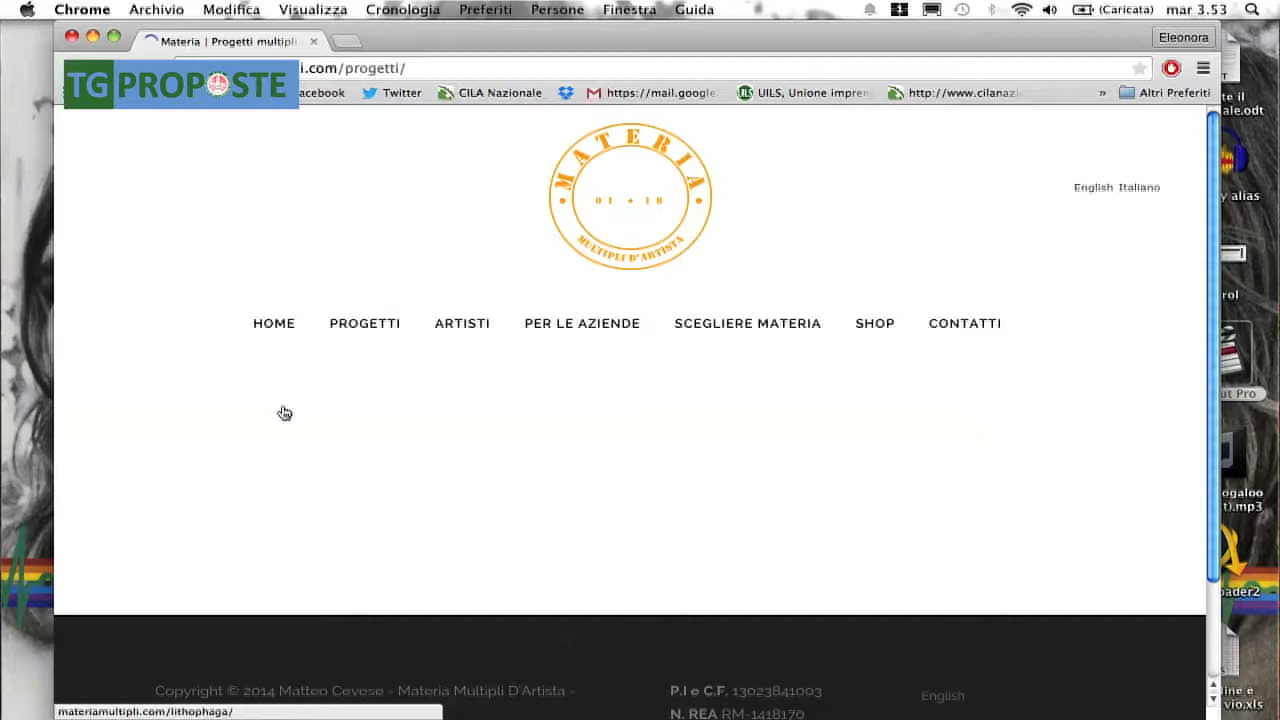 Chrome Archivio Modifica Visualizza Cronologia Preferiti Persone Finestra Guida (Caricata) mar 3.53
Materia | Progetti multipli
Eleonora
i.com/progetti/
TG PROPOSTE
acebook Twitter CILA Nazionale https://mail.google. UILS, Unione impren http://www.cilanazi » Altri Preferiti
MATERIA
01 18
MULTIPLI D'ARTISTA
English Italiano
HOME PROGETTI ARTISTI PER LE AZIENDE SCEGLIERE MATERIA SHOP CONTATTI
Copyright © 2014 Matteo Cevese - Materia Multipli D'Artista -
P.I e C.F. 13023841003
N. REA RM-1418170
English
materiamultipli.com/lithophaga/
te il
ale.odt
y alias
rol
ut Pro
ogaloo
t).mp3
oader2
line e
vio.xls